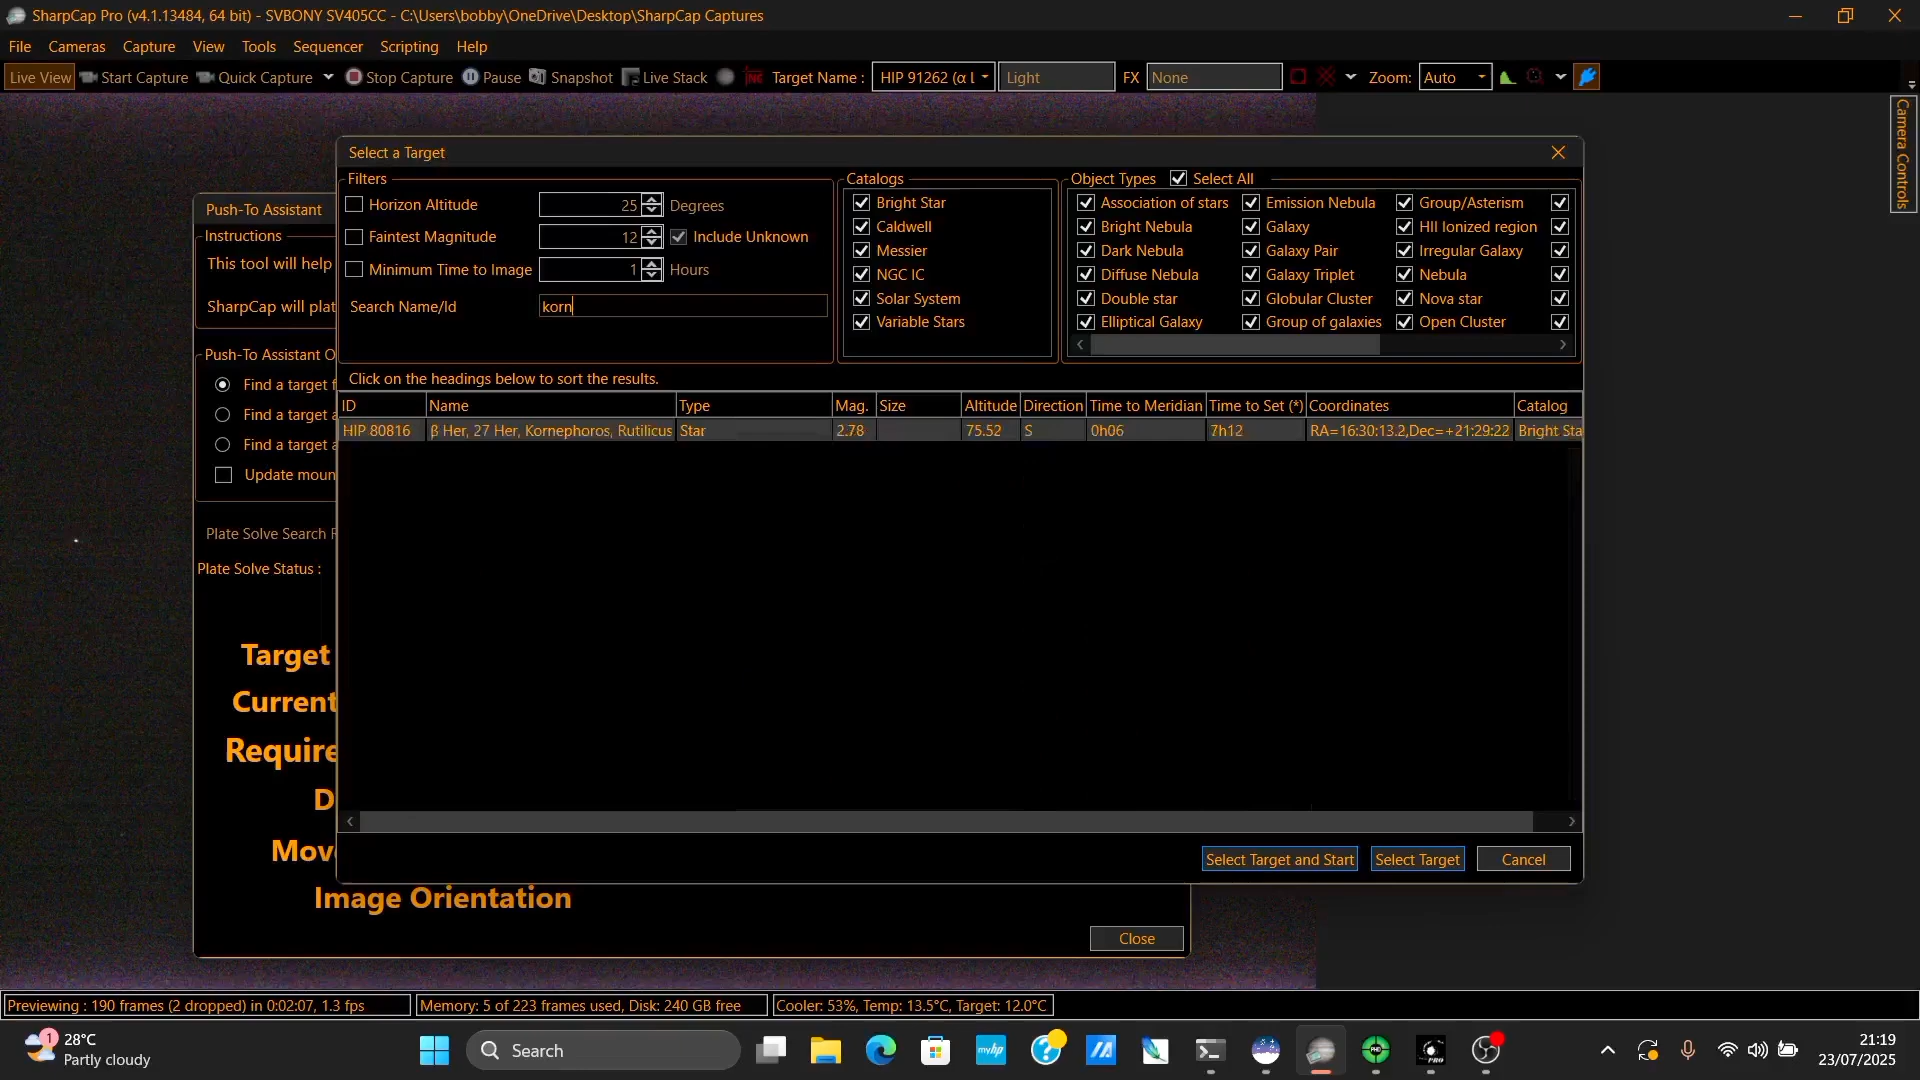 SharpCap Pro (v4.1.13484, 64 bit) - SVBONY SV405CC - C:\Users\bobby\OneDrive\Desktop\SharpCap Captures
File Cameras Capture View Tools Sequencer Scripting Help
Live View Start Capture Quick Capture Stop Capture Pause Snapshot Live Stack Target Name : HIP 91262 (α L Light FX None Zoom: Auto
Camera Controls
Select a Target
Filters
Horizon Altitude 25 Degrees
Faintest Magnitude 12 Include Unknown
Minimum Time to Image 1 Hours
Search Name/Id korn
Catalogs
Bright Star
Caldwell
Messier
NGC IC
Solar System
Variable Stars
Object Types Select All
Association of stars Emission Nebula Group/Asterism
Bright Nebula Galaxy HII Ionized region
Dark Nebula Galaxy Pair Irregular Galaxy
Diffuse Nebula Galaxy Triplet Nebula
Double star Globular Cluster Nova star
Elliptical Galaxy Group of galaxies Open Cluster
Click on the headings below to sort the results.
ID Name Type Mag. Size Altitude Direction Time to Meridian Time to Set (*) Coordinates Catalog
HIP 80816 β Her, 27 Her, Kornephoros, Rutilicus Star 2.78 75.52 S 0h06 7h12 RA=16:30:13.2,Dec=+21:29:22 Bright Sta
Select Target and Start Select Target Cancel
Push-To Assistant
Instructions
This tool will help
SharpCap will plat
Push-To Assistant O
Find a target f
Find a target a
Find a target a
Update moun
Plate Solve Search R
Plate Solve Status :
Target
Current
Require
D
Move
Image Orientation
Close
Previewing : 190 frames (2 dropped) in 0:02:07, 1.3 fps Memory: 5 of 223 frames used, Disk: 240 GB free Cooler: 53%, Temp: 13.5°C, Target: 12.0°C
1
28°C
Partly cloudy
Search
myhp
PHD
PRO
21:19
23/07/2025